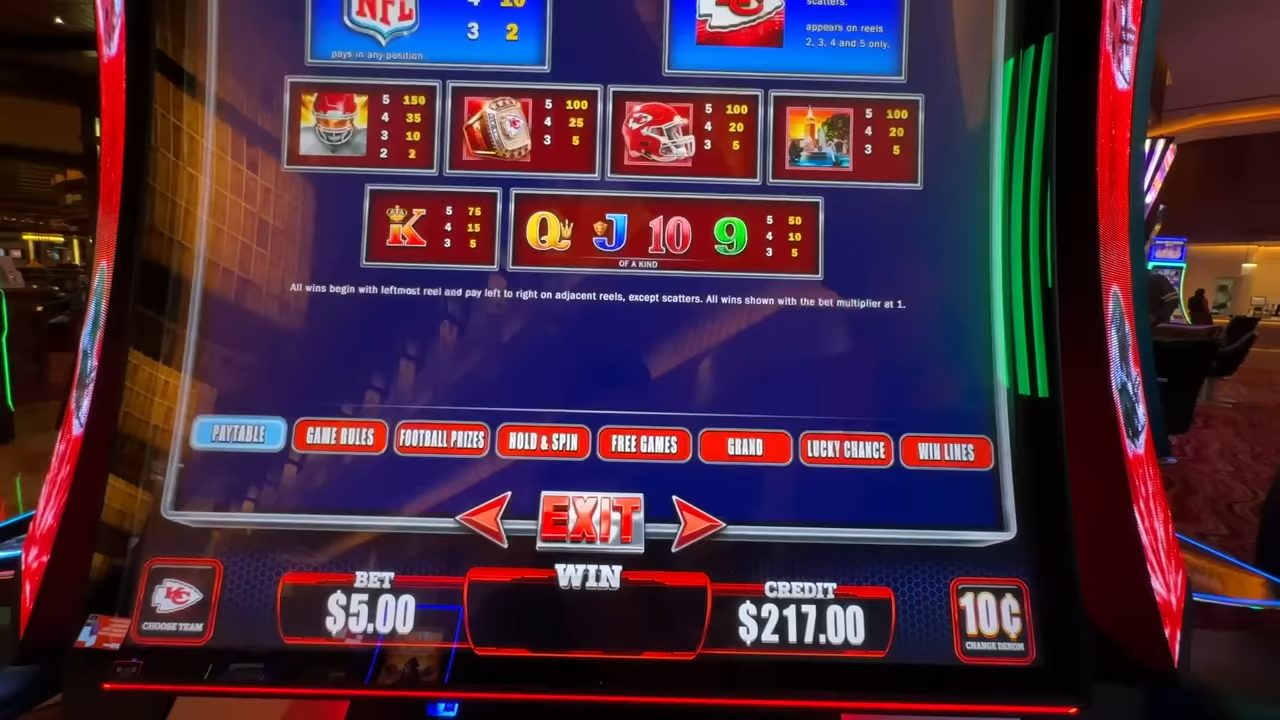 NFL
4 10
3 2
pays in any position
scatters.
appears on reels
2, 3, 4 and 5 only.
KC
5 150
4 35
3 10
2 2
5 100
4 25
3 5
5 100
4 20
3 5
5 100
4 20
3 5
K
5 75
4 15
3 5
Q J 10 9
OF A KIND
5 50
4 10
3 5
All wins begin with leftmost reel and pay left to right on adjacent reels, except scatters. All wins shown with the bet multiplier at 1.
PAYTABLE
GAME RULES
FOOTBALL PRIZES
HOLD & SPIN
FREE GAMES
GRAND
LUCKY CHANCE
WIN LINES
EXIT
KC
CHOOSE TEAM
BET
$5.00
WIN
CREDIT
$217.00
10¢
CHANGE DENOM